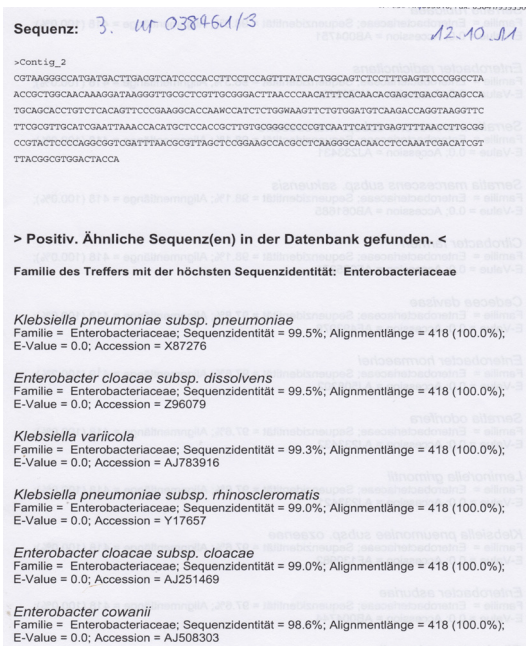 Sequenz: 3. ur 038461/3 12.10.11
>Contig_2
CGTAAGGGCCATGATGACTTGACGTCATCCCCACCTTCCTCCAGTTTATCACTGGCAGTCTCCTTTGAGTTCCCGGCCTA
ACCGCTGGCAACAAAGGATAAGGGTTGCGCTCGTTGCGGGACTTAACCCAACATTTCACAACACGAGCTGACGACAGCCA
TGCAGCACCTGTCTCACAGTTCCCGAAGGCACCAATCCATCTCTGGTAAGTTCTGTGGATGTCAAGACCAGGTAAGGTTC
TTCGCGTTGCATCGAATTAAACCACATGCTCCACCGCTTGTGCGGGCCCCCGTCAATTCATTTGAGTTTTAACCTTGCGG
CCGTACTCCCCAGGCGGTCGATTTAACGCGTTAGCTCCGGAAGCCACGCCTCAAGGGCACAACCTCCAAATCGACATCGT
TTACGGCGTGGACTACCA
> Positiv. Ähnliche Sequenz(en) in der Datenbank gefunden. <
Familie des Treffers mit der höchsten Sequenzidentität: Enterobacteriaceae
Klebsiella pneumoniae subsp. pneumoniae
Familie = Enterobacteriaceae; Sequenzidentität = 99.5%; Alignmentlänge = 418 (100.0%);
E-Value = 0.0; Accession = X87276
Enterobacter cloacae subsp. dissolvens
Familie = Enterobacteriaceae; Sequenzidentität = 99.5%; Alignmentlänge = 418 (100.0%);
E-Value = 0.0; Accession = Z96079
Klebsiella variicola
Familie = Enterobacteriaceae; Sequenzidentität = 99.3%; Alignmentlänge = 418 (100.0%);
E-Value = 0.0; Accession = AJ783916
Klebsiella pneumoniae subsp. rhinoscleromatis
Familie = Enterobacteriaceae; Sequenzidentität = 99.0%; Alignmentlänge = 418 (100.0%);
E-Value = 0.0; Accession = Y17657
Enterobacter cloacae subsp. cloacae
Familie = Enterobacteriaceae; Sequenzidentität = 99.0%; Alignmentlänge = 418 (100.0%);
E-Value = 0.0; Accession = AJ251469
Enterobacter cowanii
Familie = Enterobacteriaceae; Sequenzidentität = 98.6%; Alignmentlänge = 418 (100.0%);
E-Value = 0.0; Accession = AJ508303